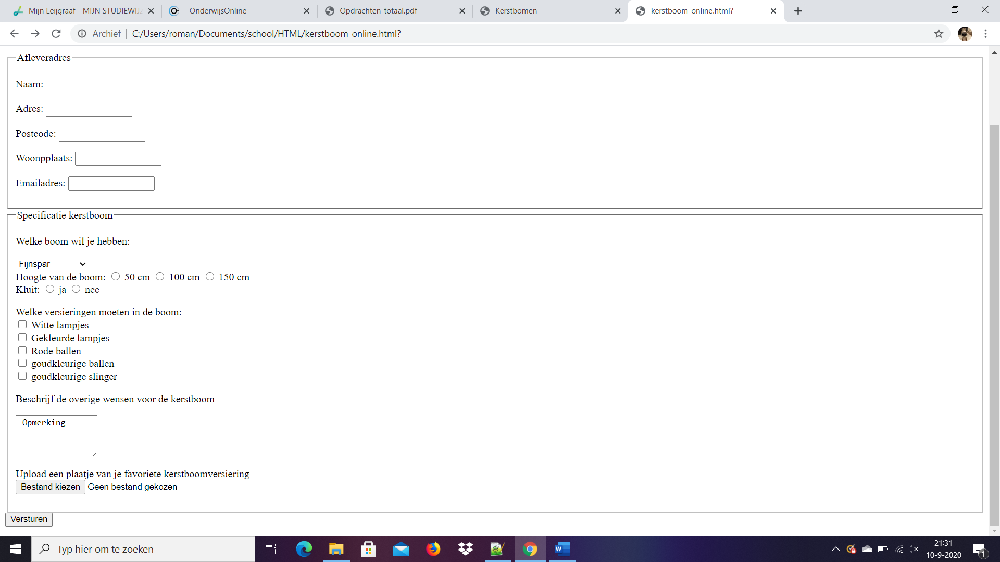 Mijn Leijgraaf - MIJN STUDIEWIJZ
- OnderwijsOnline
Opdrachten-totaal.pdf
Kerstbomen
kerstboom-online.html?
Archief | C:/Users/roman/Documents/school/HTML/kerstboom-online.html?
Afleveradres
Naam:
Adres:
Postcode:
Woonpplaats:
Emailadres:
Specificatie kerstboom
Welke boom wil je hebben:
Fijnspar
Hoogte van de boom: 50 cm 100 cm 150 cm
Kluit: ja nee
Welke versieringen moeten in de boom:
Witte lampjes
Gekleurde lampjes
Rode ballen
goudkleurige ballen
goudkleurige slinger
Beschrijf de overige wensen voor de kerstboom
Opmerking
Upload een plaatje van je favoriete kerstboomversiering
Bestand kiezen Geen bestand gekozen
Versturen
Typ hier om te zoeken
21:31
10-9-2020
1